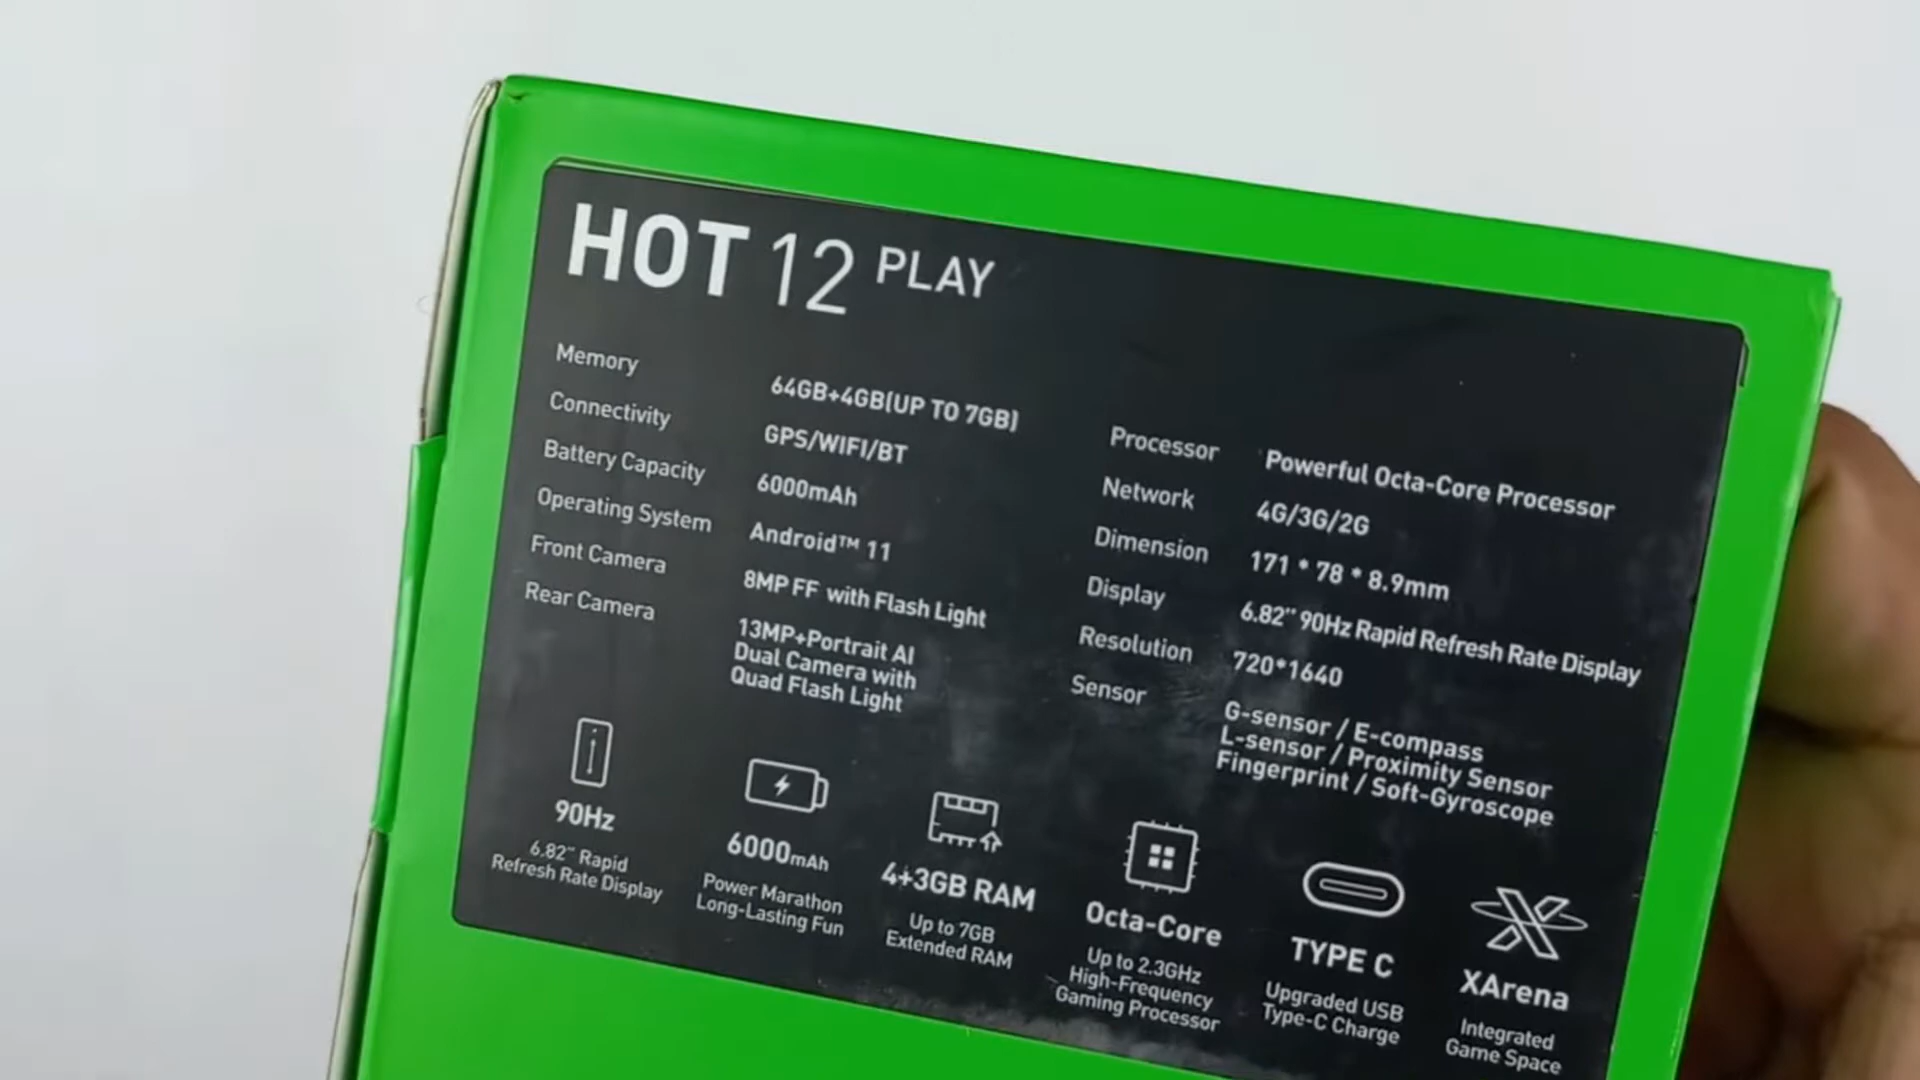 HOT 12 PLAY
Memory 64GB+4GB(UP TO 7GB)
Connectivity GPS/WIFI/BT
Battery Capacity 6000mAh
Operating System Android™ 11
Front Camera 8MP FF with Flash Light
Rear Camera 13MP+Portrait AI
Dual Camera with
Quad Flash Light
Processor Powerful Octa-Core Processor
Network 4G/3G/2G
Dimension 171 * 78 * 8.9mm
Display 6.82" 90Hz Rapid Refresh Rate Display
Resolution 720*1640
Sensor G-sensor / E-compass
L-sensor / Proximity Sensor
Fingerprint / Soft-Gyroscope
90Hz
6.82" Rapid
Refresh Rate Display
6000mAh
Power Marathon
Long-Lasting Fun
4+3GB RAM
Up to 7GB
Extended RAM
Octa-Core
Up to 2.3GHz
High-Frequency
Gaming Processor
TYPE C
Upgraded USB
Type-C Charge
XArena
Integrated
Game Space